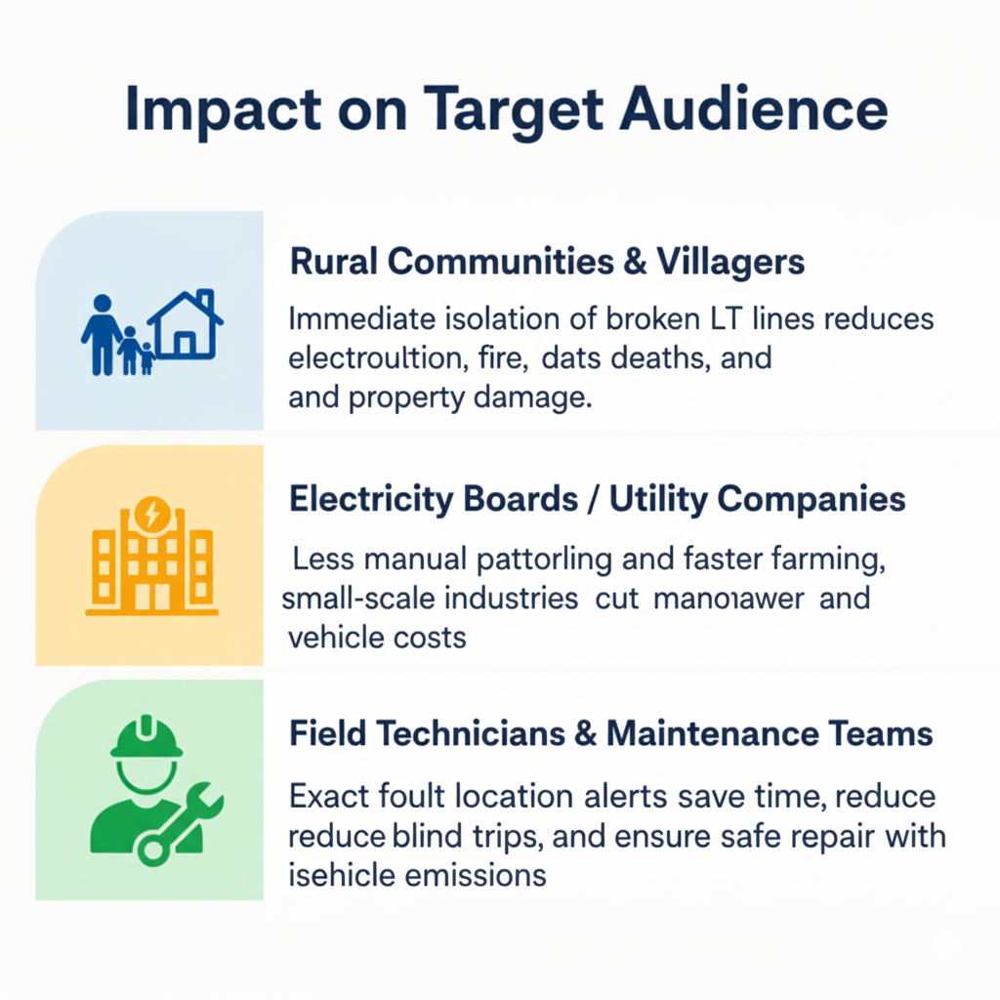 Impact on Target Audience
Rural Communities & Villagers
Immediate isolation of broken LT lines reduces
electroultion, fire, dats deaths, and
and property damage.
Electricity Boards / Utility Companies
Less manual pattorling and faster farming,
small-scale industries cut manoıawer and
vehicle costs
Field Technicians & Maintenance Teams
Exact foult location alerts save time, reduce
reduce blind trips, and ensure safe repair with
isehicle emissions